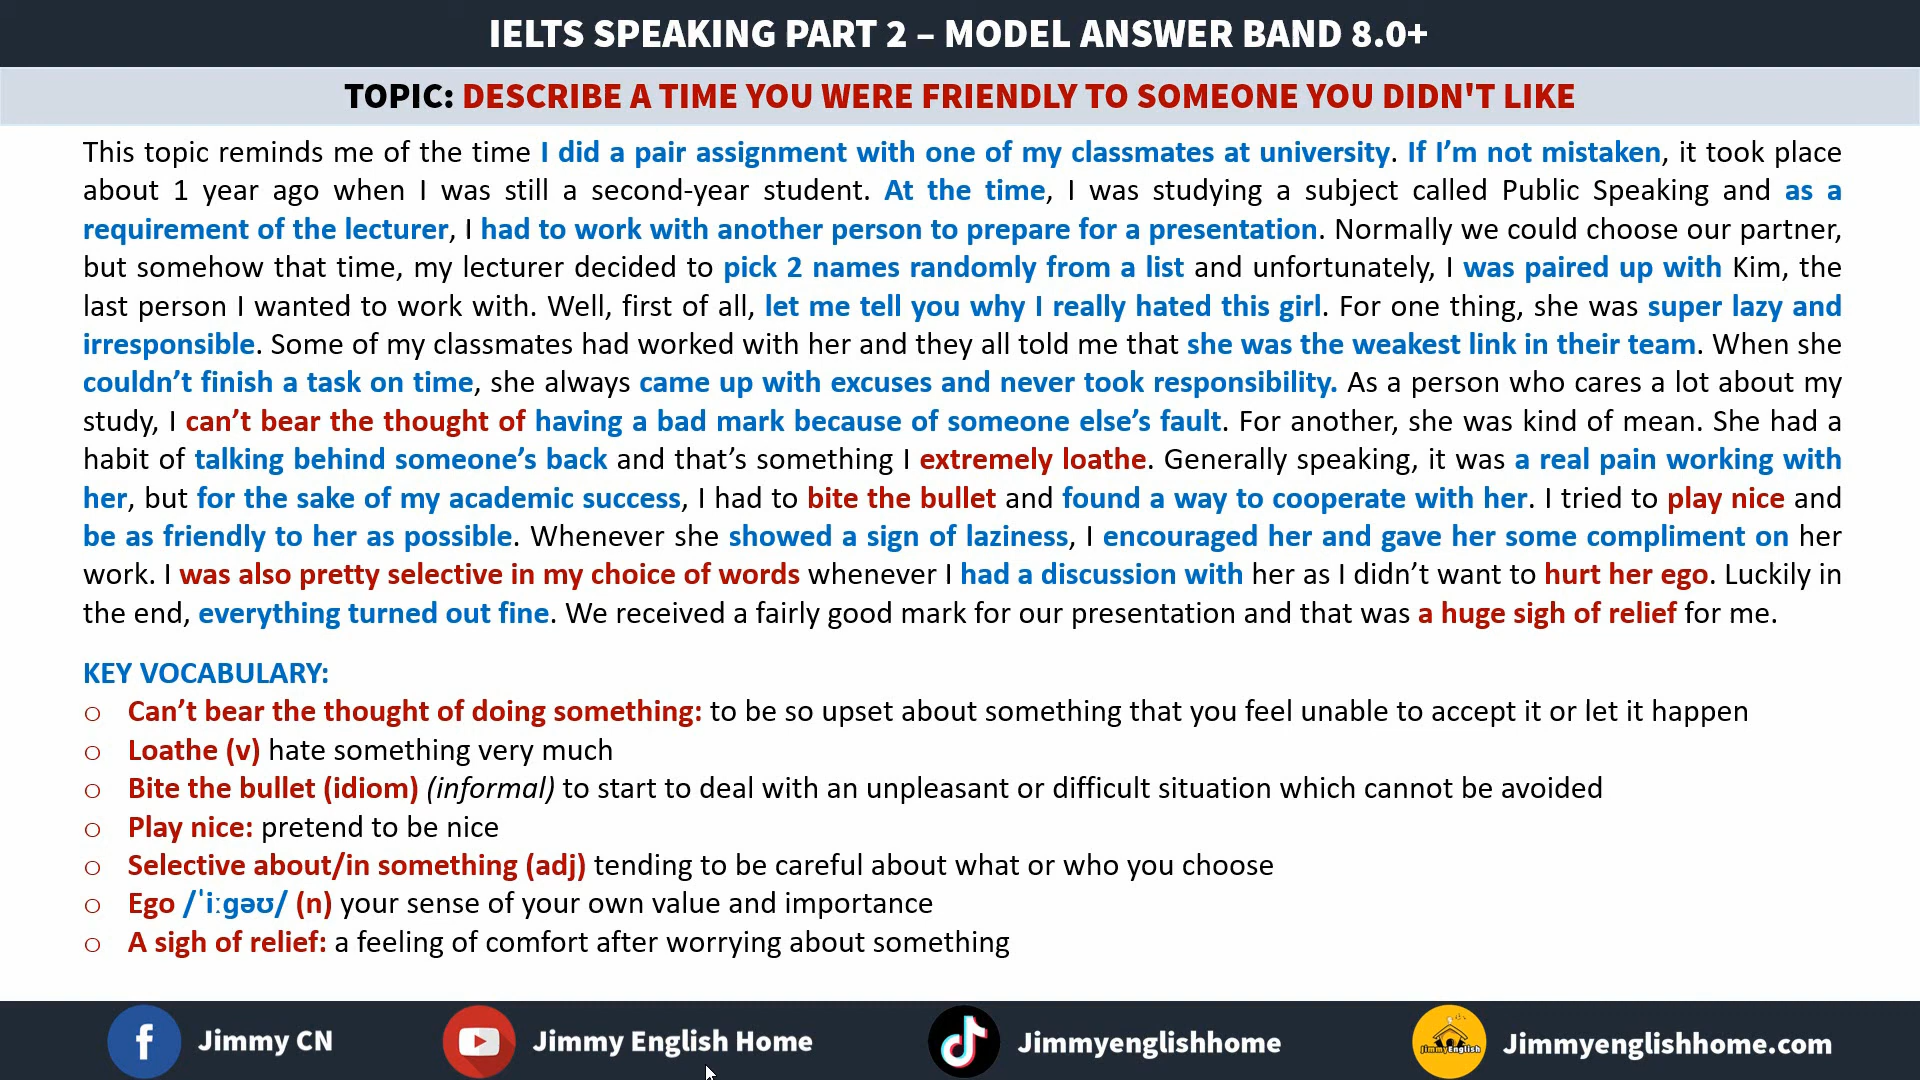 IELTS SPEAKING PART 2 – MODEL ANSWER BAND 8.0+
TOPIC: DESCRIBE A TIME YOU WERE FRIENDLY TO SOMEONE YOU DIDN'T LIKE
This topic reminds me of the time I did a pair assignment with one of my classmates at university. If I’m not mistaken, it took place
about 1 year ago when I was still a second-year student. At the time, I was studying a subject called Public Speaking and as a
requirement of the lecturer, I had to work with another person to prepare for a presentation. Normally we could choose our partner,
but somehow that time, my lecturer decided to pick 2 names randomly from a list and unfortunately, I was paired up with Kim, the
last person I wanted to work with. Well, first of all, let me tell you why I really hated this girl. For one thing, she was super lazy and
irresponsible. Some of my classmates had worked with her and they all told me that she was the weakest link in their team. When she
couldn’t finish a task on time, she always came up with excuses and never took responsibility. As a person who cares a lot about my
study, I can’t bear the thought of having a bad mark because of someone else’s fault. For another, she was kind of mean. She had a
habit of talking behind someone’s back and that’s something I extremely loathe. Generally speaking, it was a real pain working with
her, but for the sake of my academic success, I had to bite the bullet and found a way to cooperate with her. I tried to play nice and
be as friendly to her as possible. Whenever she showed a sign of laziness, I encouraged her and gave her some compliment on her
work. I was also pretty selective in my choice of words whenever I had a discussion with her as I didn’t want to hurt her ego. Luckily in
the end, everything turned out fine. We received a fairly good mark for our presentation and that was a huge sigh of relief for me.
KEY VOCABULARY:
o Can’t bear the thought of doing something: to be so upset about something that you feel unable to accept it or let it happen
o Loathe (v) hate something very much
o Bite the bullet (idiom) (informal) to start to deal with an unpleasant or difficult situation which cannot be avoided
o Play nice: pretend to be nice
o Selective about/in something (adj) tending to be careful about what or who you choose
o Ego /ˈiːɡəʊ/ (n) your sense of your own value and importance
o A sigh of relief: a feeling of comfort after worrying about something
Jimmy CN
Jimmy English Home
Jimmyenglishhome
JimmyEnglish
Jimmyenglishhome.com